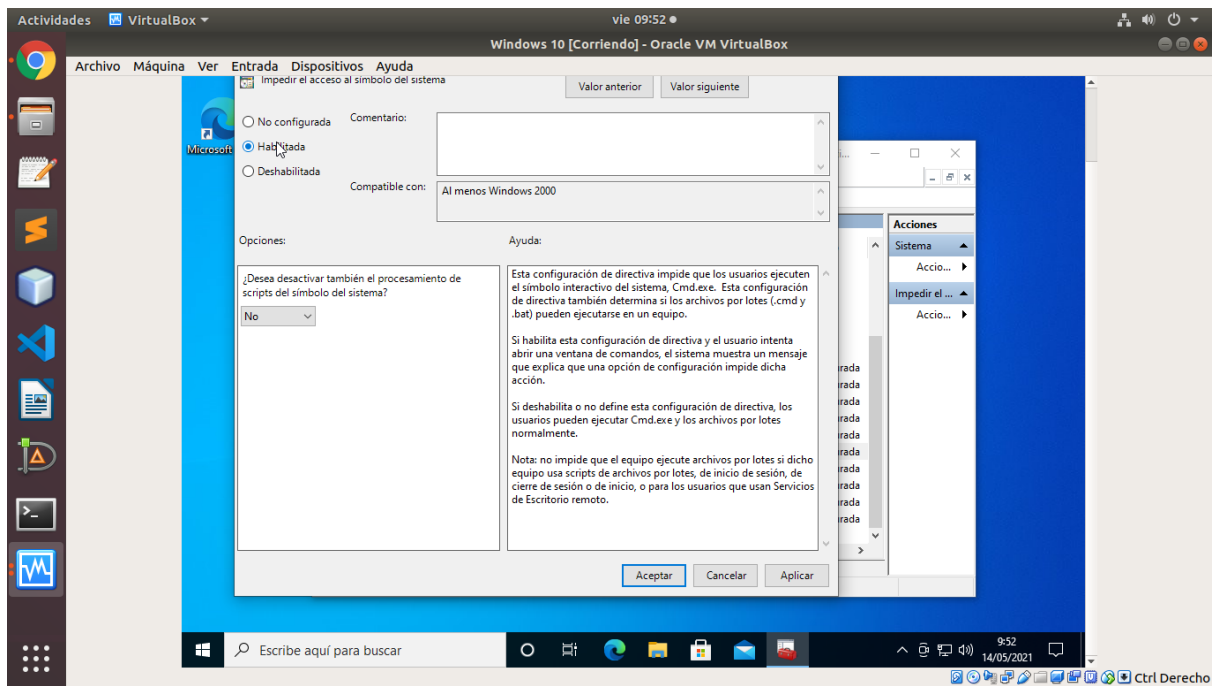 Actividades VirtualBox vie 09:52
Windows 10 [Corriendo] - Oracle VM VirtualBox
Archivo Máquina Ver Entrada Dispositivos Ayuda
Impedir el acceso al símbolo del sistema
Valor anterior Valor siguiente
No configurada
Habilitada
Deshabilitada
Comentario:
Compatible con: Al menos Windows 2000
Microsoft
Opciones:
Ayuda:
¿Desea desactivar también el procesamiento de
scripts del símbolo del sistema?
No
Esta configuración de directiva impide que los usuarios ejecuten
el símbolo interactivo del sistema, Cmd.exe. Esta configuración
de directiva también determina si los archivos por lotes (.cmd y
.bat) pueden ejecutarse en un equipo.
Si habilita esta configuración de directiva y el usuario intenta
abrir una ventana de comandos, el sistema muestra un mensaje
que explica que una opción de configuración impide dicha
acción.
Si deshabilita o no define esta configuración de directiva, los
usuarios pueden ejecutar Cmd.exe y los archivos por lotes
normalmente.
Nota: no impide que el equipo ejecute archivos por lotes si dicho
equipo usa scripts de archivos por lotes, de inicio de sesión, de
cierre de sesión o de inicio, o para los usuarios que usan Servicios
de Escritorio remoto.
Aceptar Cancelar Aplicar
Acciones
Sistema
Accio...
Impedir el ...
Accio...
urada
urada
urada
urada
urada
urada
urada
urada
urada
urada
Escribe aquí para buscar
9:52
14/05/2021
Ctrl Derecho